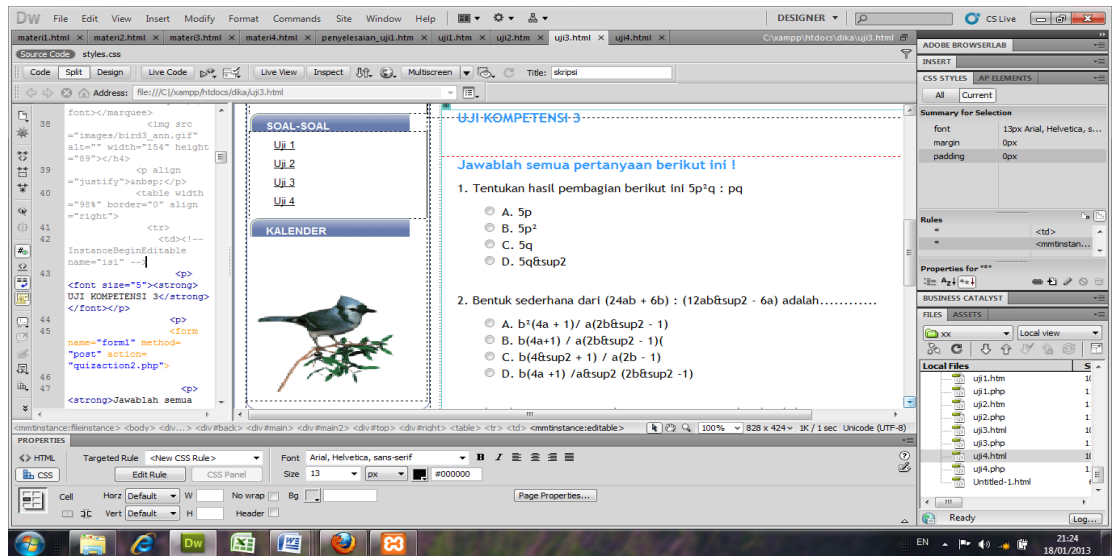 DW File Edit View Insert Modify Format Commands Site Window Help DESIGNER CS Live
materi1.html × materi2.html × materi3.html × materi4.html × penyelesaian_uji1.htm × uji1.htm × uji2.htm × uji3.html × uji4.html × C:\xampp\htdocs\dika\uji3.html
Source Code styles.css
Code Split Design Live Code Live View Inspect Multiscreen Title: skripsi
Address: file:///C|/xampp/htdocs/dika/uji3.html
font></marquee>
38 <img src
="images/bird3_ann.gif"
alt="" width="154" height
="89"></h4>
39 <p align
="justify">&nbsp;</p>
40 <table width
="98%" border="0" align
="right">
41 <tr>
42 <td><!--
InstanceBeginEditable
name="isi" -->
43 <p>
<font size="5"><strong>
UJI KOMPETENSI 3</strong>
</font></p>
44 <p>
45 <form
name="form1" method=
"post" action=
"quizaction2.php">
46
47 <p>
<strong>Jawablah semua
SOAL-SOAL
Uji 1
Uji 2
Uji 3
Uji 4
KALENDER
UJI KOMPETENSI 3
Jawablah semua pertanyaan berikut ini !
1. Tentukan hasil pembagian berikut ini 5p²q : pq
A. 5p
B. 5p²
C. 5q
D. 5q&sup2
2. Bentuk sederhana dari (24ab + 6b) : (12ab&sup2 - 6a) adalah............
A. b²(4a + 1)/ a(2b&sup2 - 1)
B. b(4a+1) / a(2b&sup2 - 1)(
C. b(4&sup2 + 1) / a(2b - 1)
D. b(4a +1) /a&sup2 (2b&sup2 -1)
<mmtinstance:fileinstance> <body> <div...> <div#back> <div#main> <div#main2> <div#top> <div#right> <table> <tr> <td> <mmtinstance:editable> 100% 828 x 424 1K / 1 sec Unicode (UTF-8)
PROPERTIES
<> HTML Targeted Rule <New CSS Rule> Font Arial, Helvetica, sans-serif B I
CSS Edit Rule CSS Panel Size 13 px #000000
Cell Horz Default W No wrap Bg Page Properties...
Vert Default H Header
ADOBE BROWSERLAB
INSERT
CSS STYLES AP ELEMENTS
All Current
Summary for Selection
font 13px Arial, Helvetica, s...
margin 0px
padding 0px
Rules
<td>
<mmtinstan...
Properties for "*"
BUSINESS CATALYST
FILES ASSETS
xx Local view
Local Files
uji1.htm
uji1.php
uji2.htm
uji2.php
uji3.html
uji3.php
uji4.html
uji4.php
Untitled-1.html
Ready Log...
Dw EN 21:24
18/01/2013